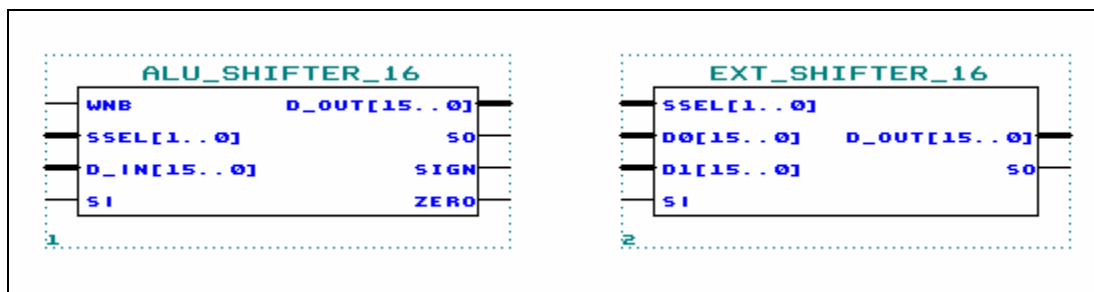 ALU_SHIFTER_16
WNB D_OUT[15..0]
SSEL[1..0] SO
D_IN[15..0] SIGN
SI ZERO
1
EXT_SHIFTER_16
SSEL[1..0]
D0[15..0] D_OUT[15..0]
D1[15..0] SO
SI
2